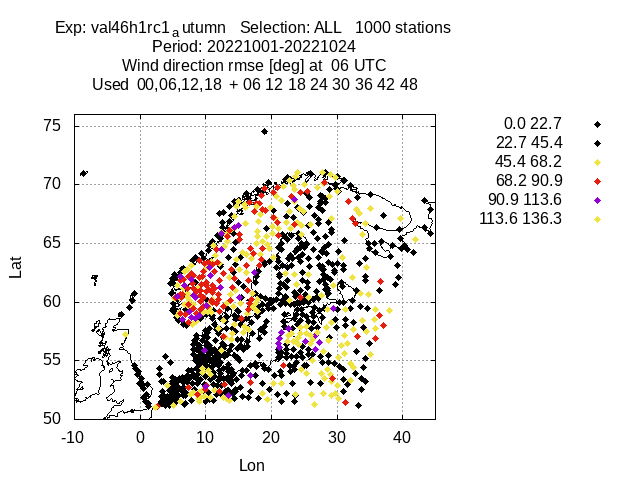 Exp: val46h1rc1autumn Selection: ALL 1000 stations
Period: 20221001-20221024
Wind direction rmse [deg] at 06 UTC
Used 00,06,12,18 + 06 12 18 24 30 36 42 48
0.0 22.7
22.7 45.4
45.4 68.2
68.2 90.9
90.9 113.6
113.6 136.3
75
70
65
60
55
50
Lat
-10 0 10 20 30 40
Lon